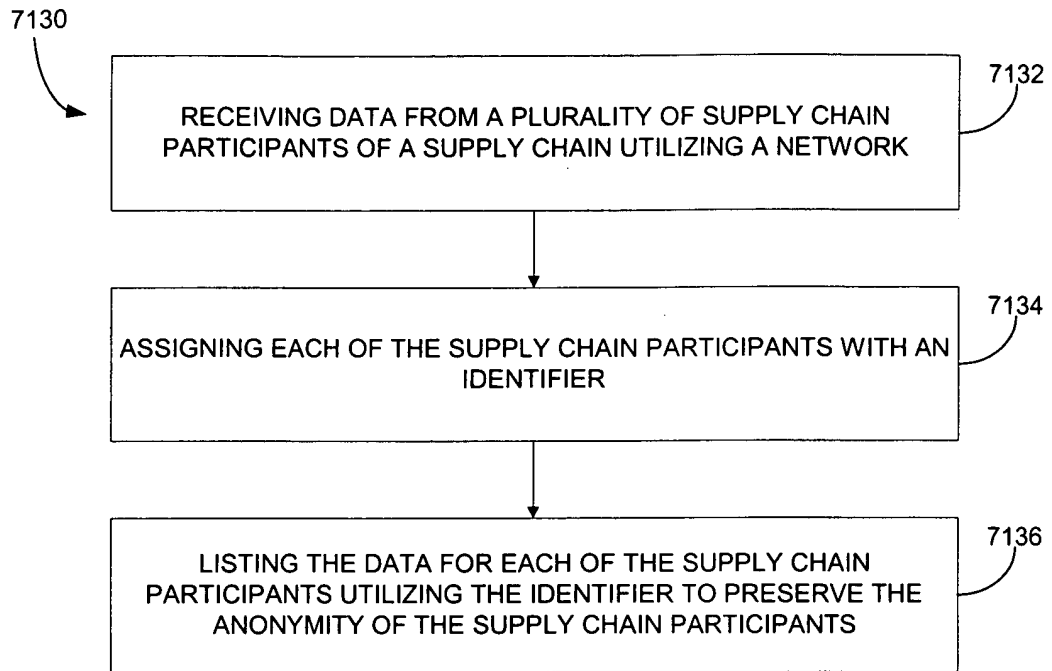 7130
7132
RECEIVING DATA FROM A PLURALITY OF SUPPLY CHAIN
PARTICIPANTS OF A SUPPLY CHAIN UTILIZING A NETWORK
7134
ASSIGNING EACH OF THE SUPPLY CHAIN PARTICIPANTS WITH AN
IDENTIFIER
7136
LISTING THE DATA FOR EACH OF THE SUPPLY CHAIN
PARTICIPANTS UTILIZING THE IDENTIFIER TO PRESERVE THE
ANONYMITY OF THE SUPPLY CHAIN PARTICIPANTS